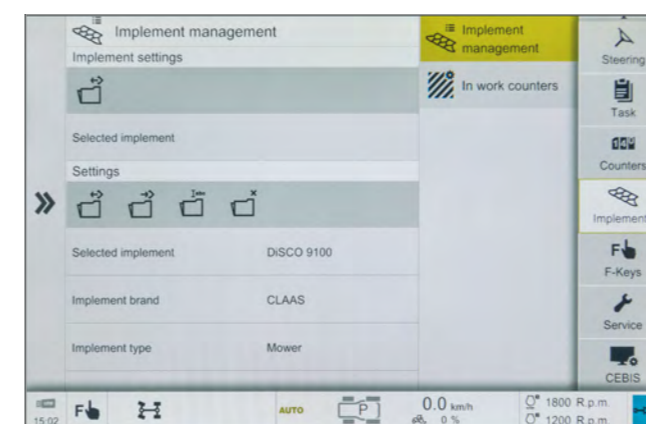 Implement management
Implement settings
Selected implement
Settings
Selected implement DiSCO 9100
Implement brand CLAAS
Implement type Mower
Implement
management
In work counters
Steering
Task
Counters
Implement
F
F-Keys
Service
CEBIS
15:02
F
AUTO
P
0.0 km/h
0 %
1800 R.p.m.
1200 R.p.m.